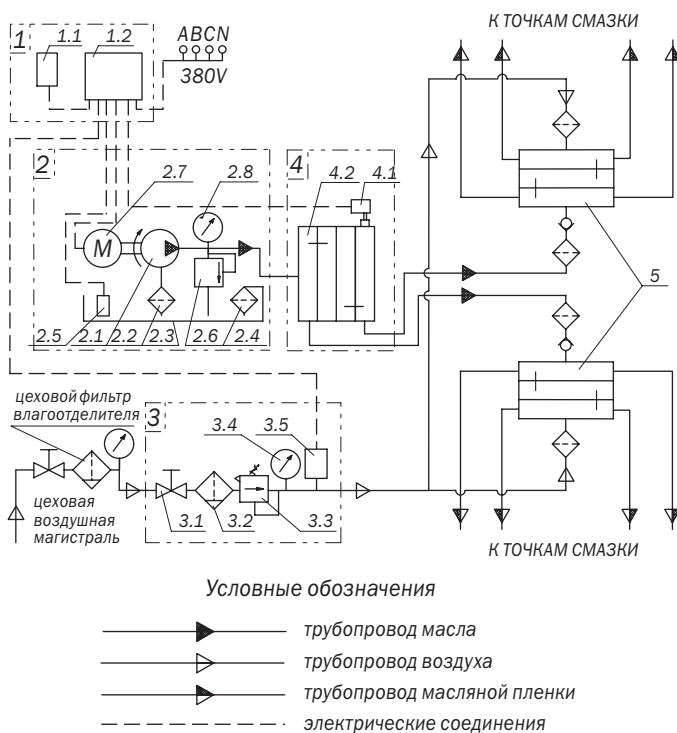 К ТОЧКАМ СМАЗКИ
1
1.1
1.2
ABCN
380V
2
2.7
2.8
4
4.2
4.1
M
5
2.5
2.1
2.2
2.3
2.6
2.4
цеховой фильтр
влагоотделителя
3
3.4
3.5
цеховая
воздушная
магистраль
3.1
3.2
3.3
К ТОЧКАМ СМАЗКИ
Условные обозначения
трубопровод масла
трубопровод воздуха
трубопровод масляной пленки
электрические соединения